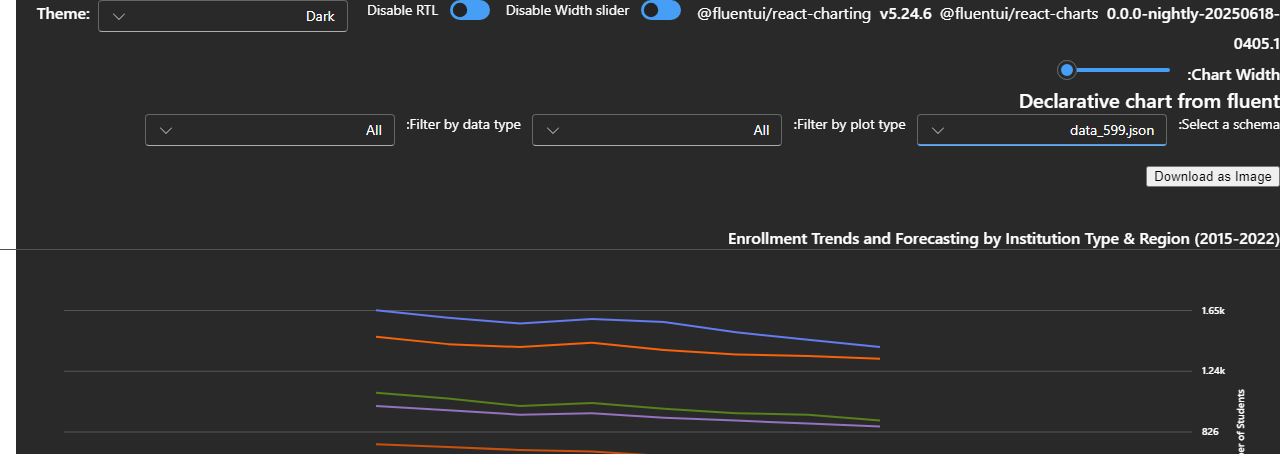 Theme:
Dark
Disable RTL
Disable Width slider
@fluentui/react-charting v5.24.6 @fluentui/react-charts 0.0.0-nightly-20250618-
0405.1
:Chart Width
Declarative chart from fluent
:Select a schema
data_599.json
:Filter by plot type
All
:Filter by data type
All
Download as Image
Enrollment Trends and Forecasting by Institution Type & Region (2015-2022)
1.65k
1.24k
826
of Students